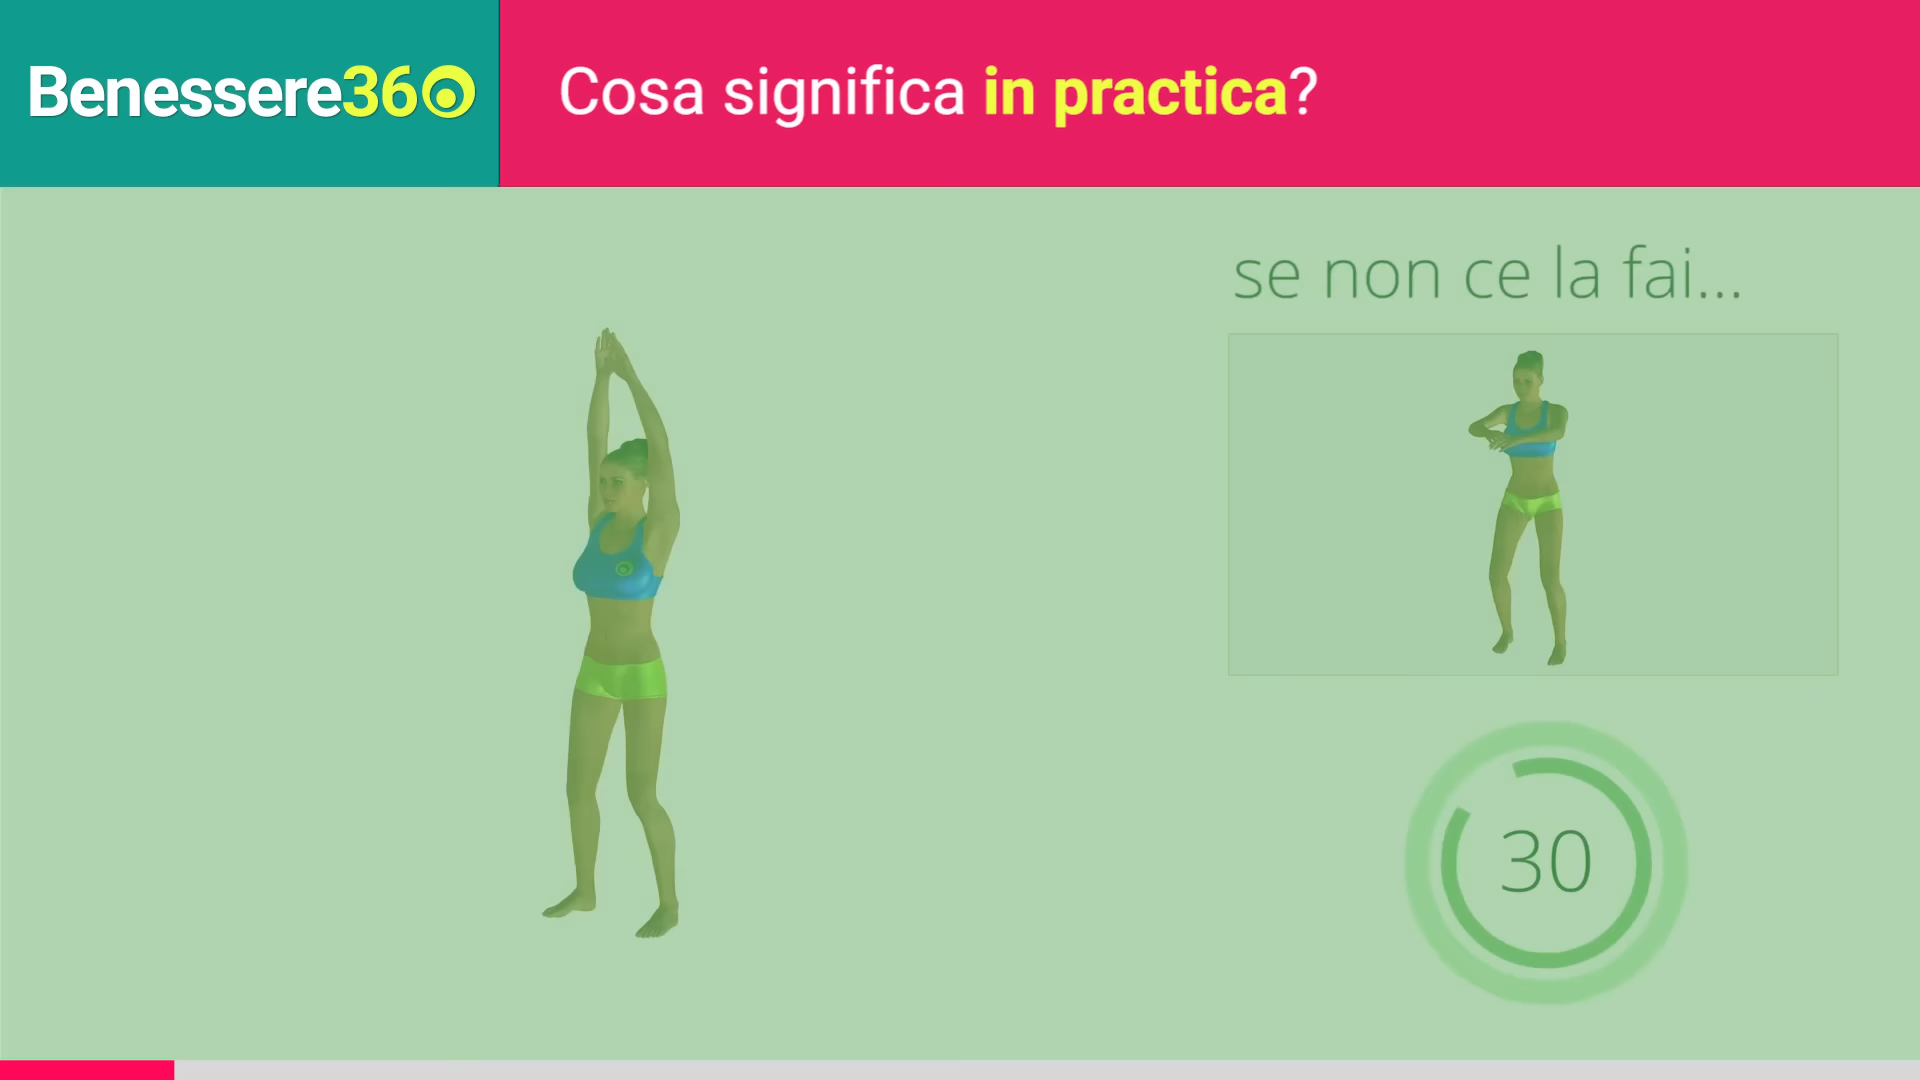 Benessere360
Cosa significa in practica?
se non ce la fai...
30